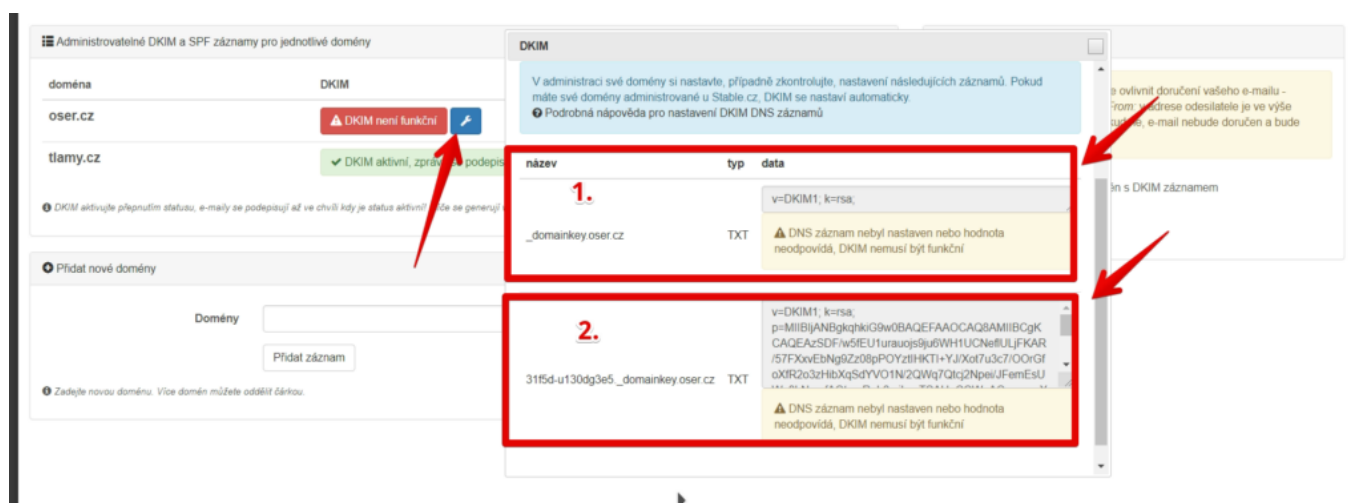 Administrovatelné DKIM a SPF záznamy pro jednotlivé domény
doména DKIM
oser.cz DKIM není funkční
tlamy.cz DKIM aktivní, podepis
DKIM aktivujte přepnutím statusu, e-maily se podepisují až ve chvíli kdy je status aktivní! se generují
Přidat nové domény
Domény
Přidat záznam
Zadejte novou doménu. Více domén můžete oddělit čárkou.
DKIM
V administraci své domény si nastavte, případně zkontrolujte, nastavení následujících záznamů. Pokud
máte své domény administrované u Stable.cz, DKIM se nastaví automaticky.
Podrobná nápověda pro nastavení DKIM DNS záznamů
název typ data
1.
v=DKIM1; k=rsa;
_domainkey.oser.cz TXT
DNS záznam nebyl nastaven nebo hodnota
neodpovídá, DKIM nemusí být funkční
2.
v=DKIM1; k=rsa;
p=MIIBIjANBgkqhkiG9w0BAQEFAAOCAQ8AMIIBCgK
CAQEAzSDF/w5fEU1urauojs9ju6WH1UCNeflULjFKAR
/57FXxvEbNg9Zz08pPOYztlHKTl+YJ/Xot7u3c7/OOrGf
oXfR2o3zHibXqSdYVO1N/2QWq7Qtcj2Npei/JFemEsU
31f5d-u130dg3e5._domainkey.oser.cz TXT
DNS záznam nebyl nastaven nebo hodnota
neodpovídá, DKIM nemusí být funkční
e ovlivnit doručení vašeho e-mailu -
From: v adrese odesilatele je ve výše
e-mail nebude doručen a bude
s DKIM záznamem